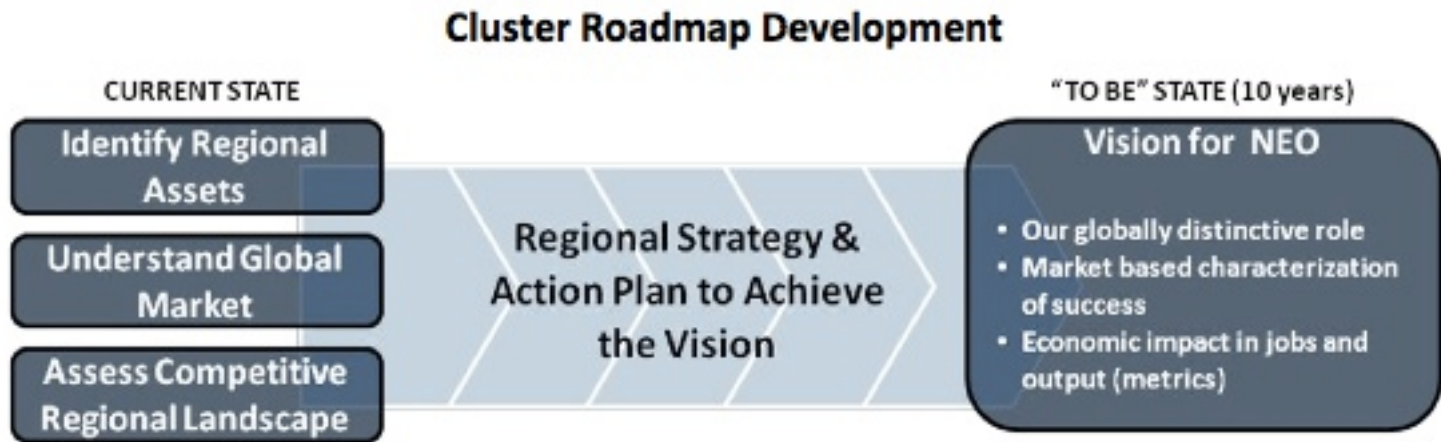 Cluster Roadmap Development
CURRENT STATE
Identify Regional
Assets
Understand Global
Market
Assess Competitive
Regional Landscape
Regional Strategy &
Action Plan to Achieve
the Vision
"TO BE" STATE (10 years)
Vision for NEO
• Our globally distinctive role
• Market based characterization
of success
• Economic impact in jobs and
output (metrics)